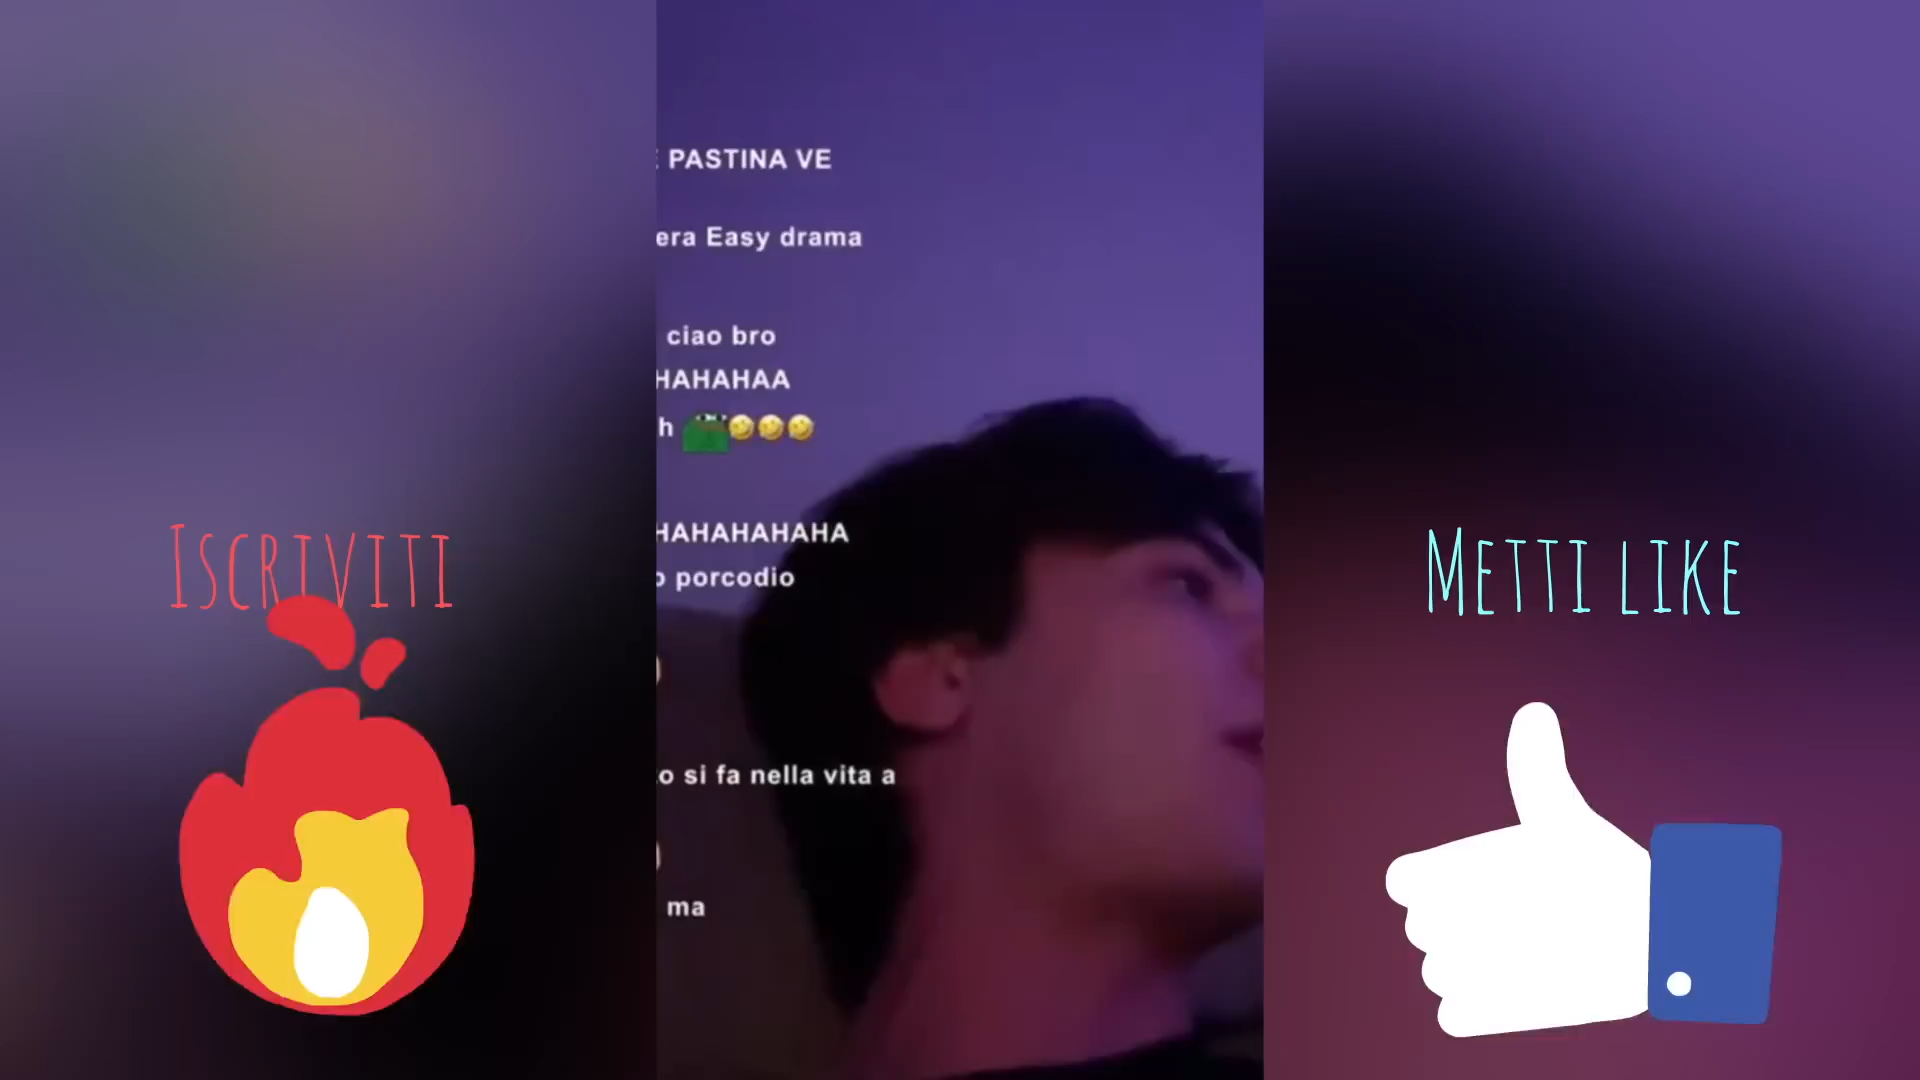 PASTINA VE
era Easy drama
ciao bro
HAHAHAA
h
HAHAHAHAHA
o porcodio
o si fa nella vita a
ma
Iscriviti
Metti like